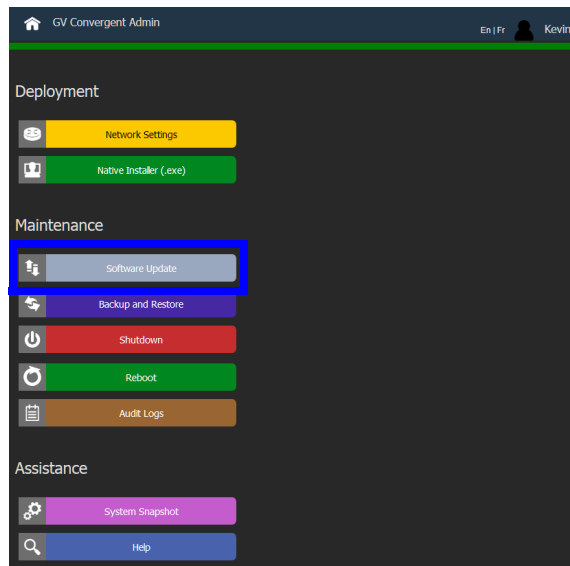 GV Convergent Admin
En | Fr
Kevin
Deployment
Network Settings
Native Installer (.exe)
Maintenance
Software Update
Backup and Restore
Shutdown
Reboot
Audit Logs
Assistance
System Snapshot
Help